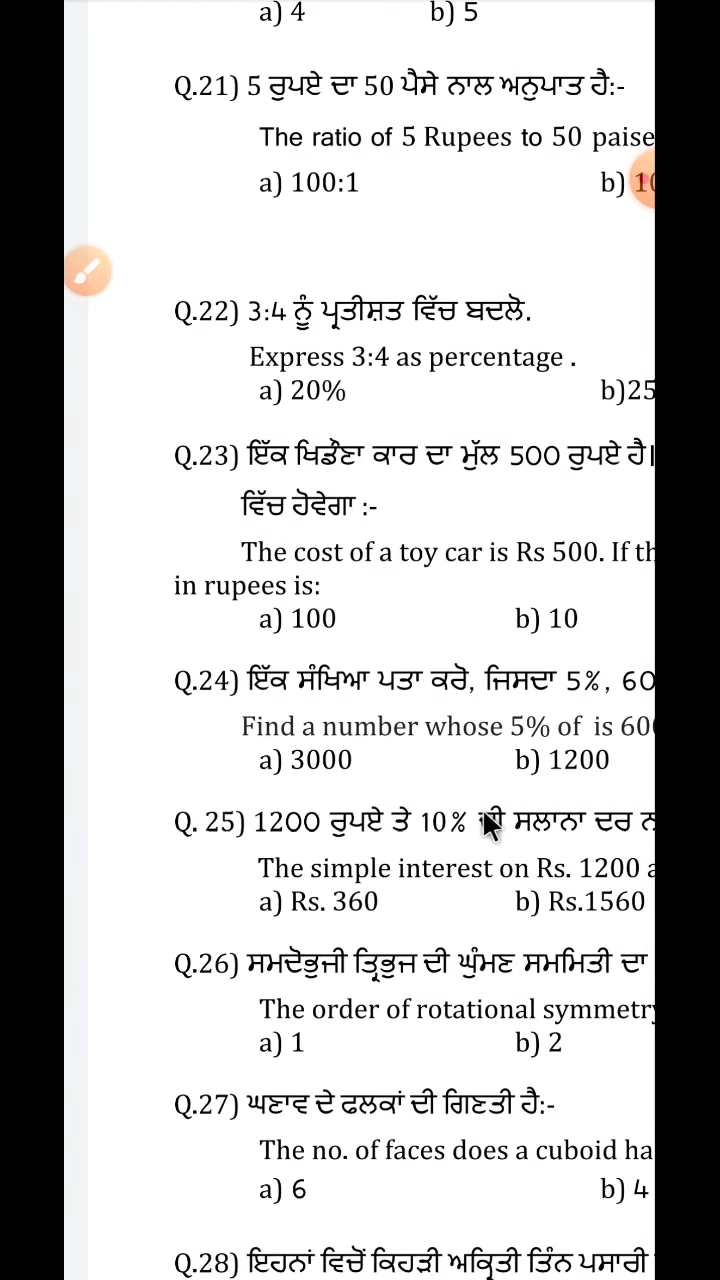 a) 4 b) 5
Q.21) 5 ਰੁਪਏ ਦਾ 50 ਪੈਸੇ ਨਾਲ ਅਨੁਪਾਤ ਹੈ:-
The ratio of 5 Rupees to 50 paise
a) 100:1 b) 10
Q.22) 3:4 ਨੂੰ ਪ੍ਰਤੀਸ਼ਤ ਵਿੱਚ ਬਦਲੋ.
Express 3:4 as percentage .
a) 20% b)25
Q.23) ਇੱਕ ਖਿਡੌਣਾ ਕਾਰ ਦਾ ਮੁੱਲ 500 ਰੁਪਏ ਹੈ।
ਵਿੱਚ ਹੋਵੇਗਾ :-
The cost of a toy car is Rs 500. If th
in rupees is:
a) 100 b) 10
Q.24) ਇੱਕ ਸੰਖਿਆ ਪਤਾ ਕਰੋ, ਜਿਸਦਾ 5%, 60
Find a number whose 5% of is 60
a) 3000 b) 1200
Q. 25) 1200 ਰੁਪਏ ਤੇ 10% ਸਲਾਨਾ ਦਰ ਨ
The simple interest on Rs. 1200 a
a) Rs. 360 b) Rs.1560
Q.26) ਸਮਦੋਭੁਜੀ ਤ੍ਰਿਭੁਜ ਦੀ ਘੁੰਮਣ ਸਮਮਿਤੀ ਦਾ
The order of rotational symmetry
a) 1 b) 2
Q.27) ਘਣਾਵ ਦੇ ਫਲਕਾਂ ਦੀ ਗਿਣਤੀ ਹੈ:-
The no. of faces does a cuboid ha
a) 6 b) 4
Q.28) ਇਹਨਾਂ ਵਿਚੋਂ ਕਿਹੜੀ ਅਕ੍ਰਿਤੀ ਤਿੰਨ ਪਸਾਰੀ